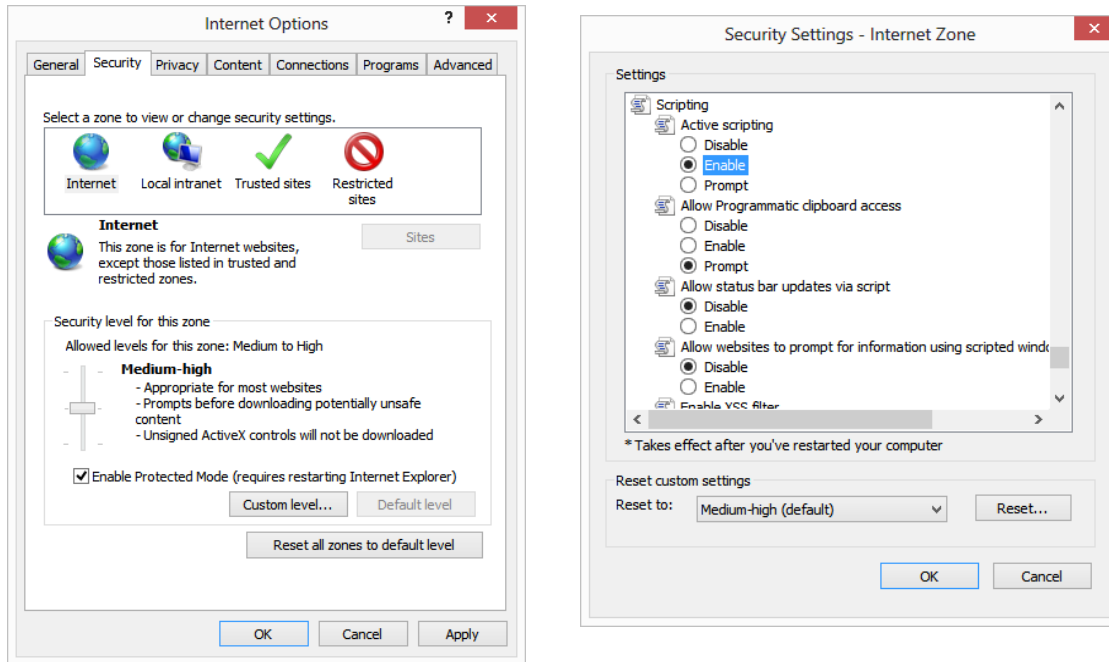 Internet Options
?
General Security Privacy Content Connections Programs Advanced
Select a zone to view or change security settings.
Internet Local intranet Trusted sites Restricted
sites
Internet
Sites
This zone is for Internet websites,
except those listed in trusted and
restricted zones.
Security level for this zone
Allowed levels for this zone: Medium to High
Medium-high
- Appropriate for most websites
- Prompts before downloading potentially unsafe
content
- Unsigned ActiveX controls will not be downloaded
Enable Protected Mode (requires restarting Internet Explorer)
Custom level... Default level
Reset all zones to default level
OK Cancel Apply
Security Settings - Internet Zone
Settings
Scripting
Active scripting
Disable
Enable
Prompt
Allow Programmatic clipboard access
Disable
Enable
Prompt
Allow status bar updates via script
Disable
Enable
Allow websites to prompt for information using scripted windo
Disable
Enable
Enable XSS filter
*Takes effect after you've restarted your computer
Reset custom settings
Reset to: Medium-high (default) Reset...
OK Cancel